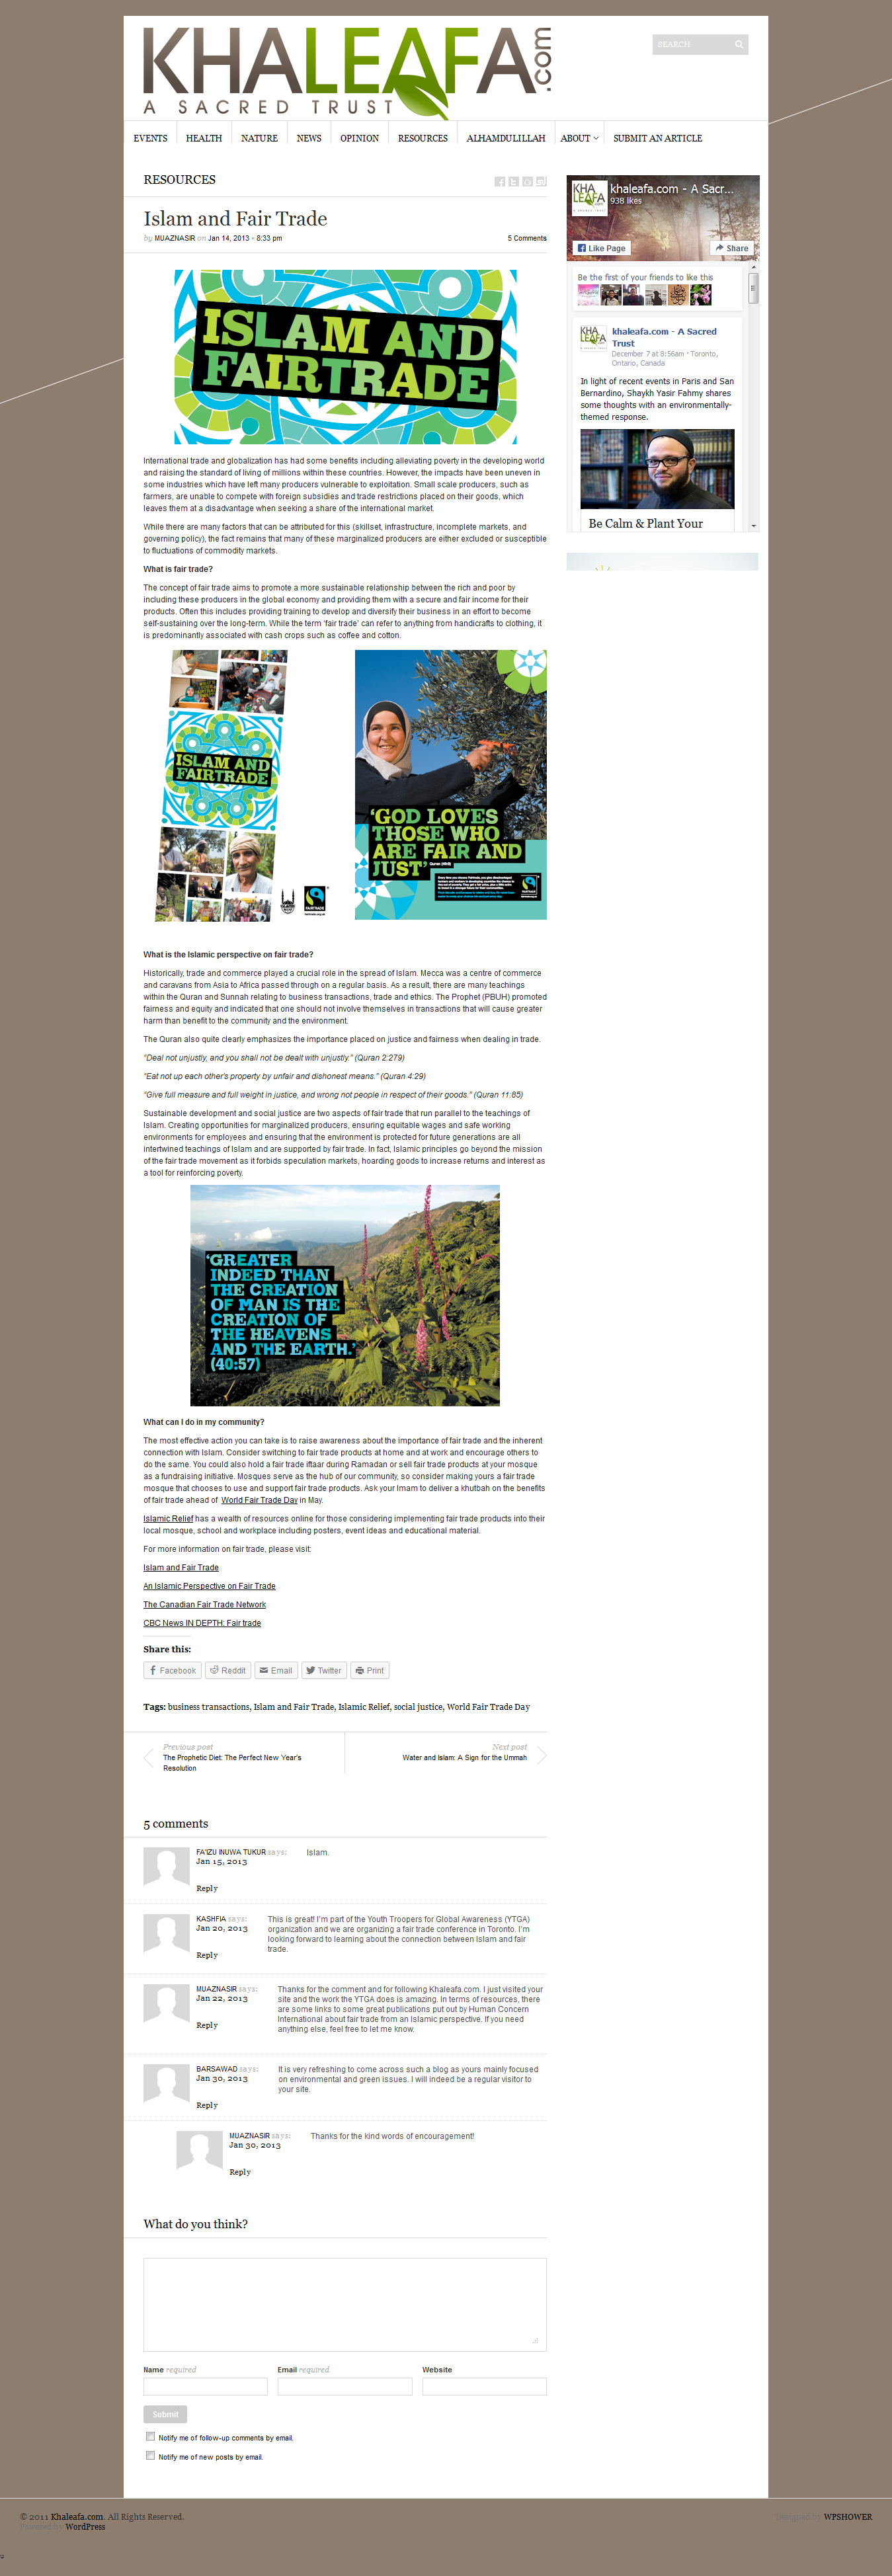 KHALEAFA.com
A SACRED TRUST
SEARCH
EVENTS HEALTH NATURE NEWS OPINION RESOURCES ALHAMDULILLAH ABOUT SUBMIT AN ARTICLE
RESOURCES
Islam and Fair Trade
by MUAZNASIR on Jan 14, 2013 • 8:33 pm 5 Comments
ISLAM AND
FAIRTRADE
International trade and globalization has had some benefits including alleviating poverty in the developing world
and raising the standard of living of millions within these countries. However, the impacts have been uneven in
some industries which have left many producers vulnerable to exploitation. Small scale producers, such as
farmers, are unable to compete with foreign subsidies and trade restrictions placed on their goods, which
leaves them at a disadvantage when seeking a share of the international market.
While there are many factors that can be attributed for this (skillset, infrastructure, incomplete markets, and
governing policy), the fact remains that many of these marginalized producers are either excluded or susceptible
to fluctuations of commodity markets.
What is fair trade?
The concept of fair trade aims to promote a more sustainable relationship between the rich and poor by
including these producers in the global economy and providing them with a secure and fair income for their
products. Often this includes providing training to develop and diversify their business in an effort to become
self-sustaining over the long-term. While the term 'fair trade' can refer to anything from handicrafts to clothing, it
is predominantly associated with cash crops such as coffee and cotton.
ISLAM AND
FAIRTRADE
FAIRTRADE
'GOD LOVES
THOSE WHO
ARE FAIR AND
JUST'
FAIRTRADE
What is the Islamic perspective on fair trade?
Historically, trade and commerce played a crucial role in the spread of Islam. Mecca was a centre of commerce
and caravans from Asia to Africa passed through on a regular basis. As a result, there are many teachings
within the Quran and Sunnah relating to business transactions, trade and ethics. The Prophet (PBUH) promoted
fairness and equity and indicated that one should not involve themselves in transactions that will cause greater
harm than benefit to the community and the environment.
The Quran also quite clearly emphasizes the importance placed on justice and fairness when dealing in trade.
"Deal not unjustly, and you shall not be dealt with unjustly." (Quran 2:279)
"Eat not up each other's property by unfair and dishonest means." (Quran 4:29)
"Give full measure and full weight in justice, and wrong not people in respect of their goods." (Quran 11:85)
Sustainable development and social justice are two aspects of fair trade that run parallel to the teachings of
Islam. Creating opportunities for marginalized producers, ensuring equitable wages and safe working
environments for employees and ensuring that the environment is protected for future generations are all
intertwined teachings of Islam and are supported by fair trade. In fact, Islamic principles go beyond the mission
of the fair trade movement as it forbids speculation markets, hoarding goods to increase returns and interest as
a tool for reinforcing poverty.
'GREATER
INDEED THAN
THE CREATION
OF MAN IS THE
CREATION OF
THE HEAVENS
AND THE EARTH.'
(40:57)
What can I do in my community?
The most effective action you can take is to raise awareness about the importance of fair trade and the inherent
connection with Islam. Consider switching to fair trade products at home and at work and encourage others to
do the same. You could also hold a fair trade iftaar during Ramadan or sell fair trade products at your mosque
as a fundraising initiative. Mosques serve as the hub of our community, so consider making yours a fair trade
mosque that chooses to use and support fair trade products. Ask your Imam to deliver a khutbah on the benefits
of fair trade ahead of World Fair Trade Day in May.
Islamic Relief has a wealth of resources online for those considering implementing fair trade products into their
local mosque, school and workplace including posters, event ideas and educational material.
For more information on fair trade, please visit:
Islam and Fair Trade
An Islamic Perspective on Fair Trade
The Canadian Fair Trade Network
CBC News IN DEPTH: Fair trade
Share this:
Facebook Reddit Email Twitter Print
Tags: business transactions, Islam and Fair Trade, Islamic Relief, social justice, World Fair Trade Day
Previous post
The Prophetic Diet: The Perfect New Year's
Resolution
Next post
Water and Islam: A Sign for the Ummah
5 comments
FA'IZU INUWA TUKUR says:
Jan 15, 2013
Islam.
Reply
KASHFIA says:
Jan 20, 2013
This is great! I'm part of the Youth Troopers for Global Awareness (YTGA)
organization and we are organizing a fair trade conference in Toronto. I'm
looking forward to learning about the connection between Islam and fair
trade.
Reply
MUAZNASIR says:
Jan 22, 2013
Thanks for the comment and for following Khaleafa.com. I just visited your
site and the work the YTGA does is amazing. In terms of resources, there
are some links to some great publications put out by Human Concern
International about fair trade from an Islamic perspective. If you need
anything else, feel free to let me know.
Reply
BARSAWAD says:
Jan 30, 2013
It is very refreshing to come across such a blog as yours mainly focused
on environmental and green issues. I will indeed be a regular visitor to
your site.
Reply
MUAZNASIR says:
Jan 30, 2013
Thanks for the kind words of encouragement!
Reply
What do you think?
Name required Email required Website
Submit
Notify me of follow-up comments by email.
Notify me of new posts by email.
KHA
LEAFA
khaleafa.com - A Sacr...
938 likes
Like Page Share
Be the first of your friends to like this
KHA
LEAFA
khaleafa.com - A Sacred
Trust
December 7 at 8:56am · Toronto,
Ontario, Canada
In light of recent events in Paris and San
Bernardino, Shaykh Yasir Fahmy shares
some thoughts with an environmentally-
themed response.
Be Calm & Plant Your
© 2011 Khaleafa.com. All Rights Reserved.
Powered by WordPress
Designed by WPSHOWER